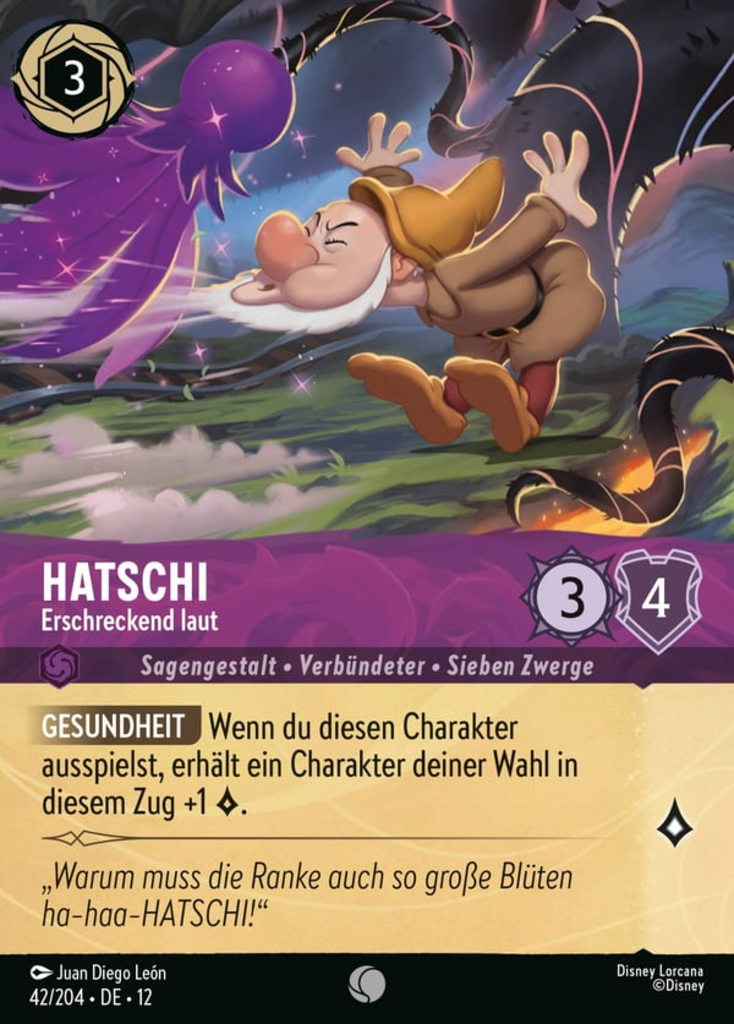 3
HATSCHI
Erschreckend laut
3 4
Sagengestalt • Verbündeter • Sieben Zwerge
GESUNDHEIT Wenn du diesen Charakter
ausspielst, erhält ein Charakter deiner Wahl in
diesem Zug +1 .
„Warum muss die Ranke auch so große Blüten
ha-haa-HATSCHI!“
Juan Diego León
42/204 • DE • 12
Disney Lorcana
©Disney